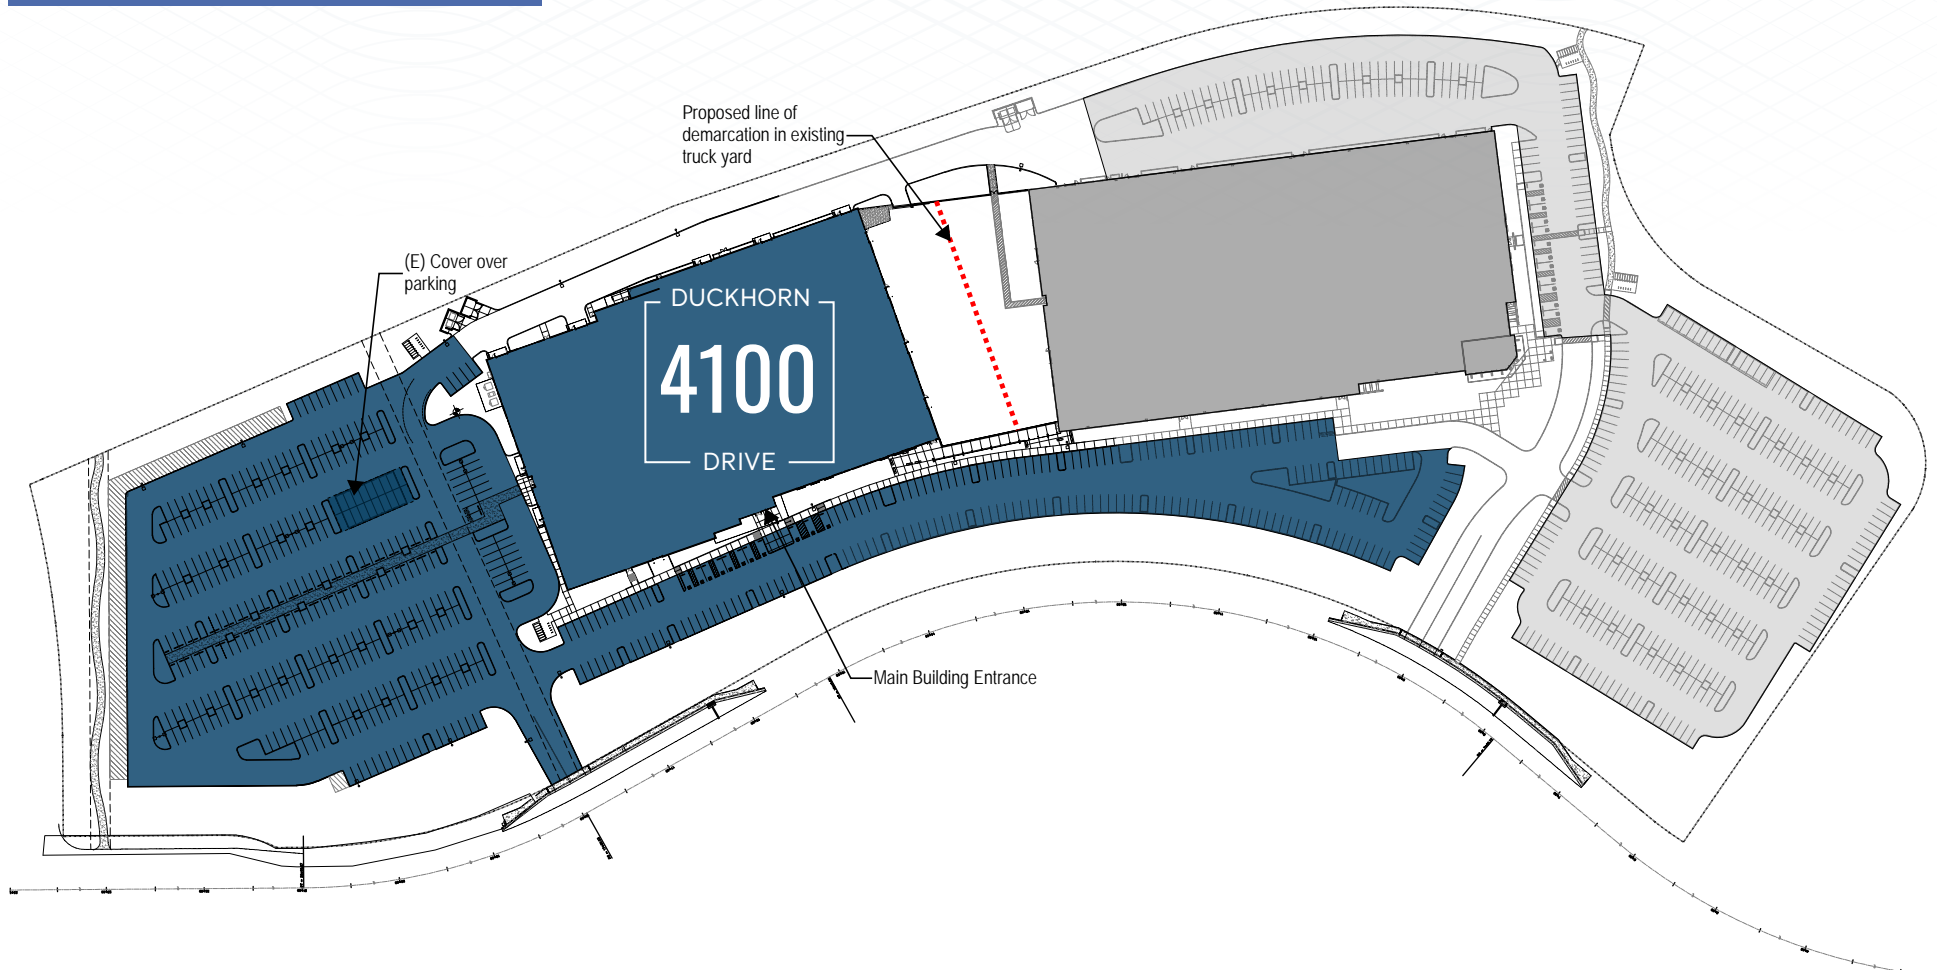 Proposed line of
demarcation in existing
truck yard
(E) Cover over
parking
DUCKHORN
4100
DRIVE
Main Building Entrance